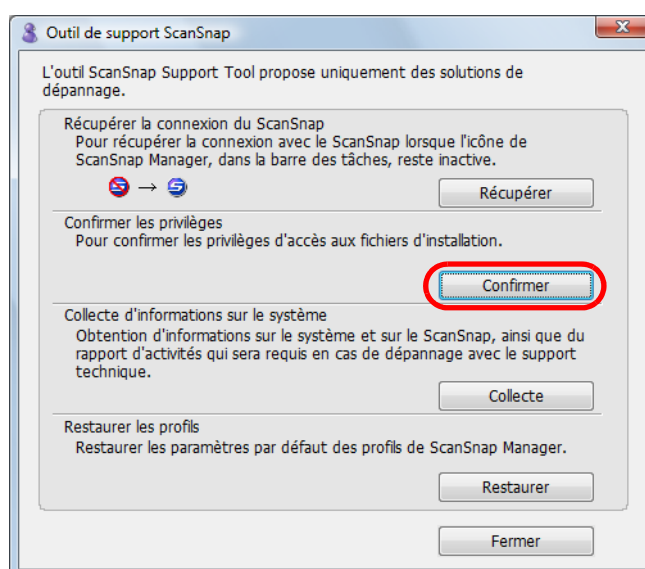 Outil de support ScanSnap
L'outil ScanSnap Support Tool propose uniquement des solutions de
dépannage.
Récupérer la connexion du ScanSnap
Pour récupérer la connexion avec le ScanSnap lorsque l'icône de
ScanSnap Manager, dans la barre des tâches, reste
inactive.
Récupérer
Confirmer les privilèges
Pour confirmer les privilèges d'accès aux fichiers d'installation.
Confirmer
Collecte d'informations sur le système
Obtention d'informations sur le système et sur le ScanSnap, ainsi que du
rapport d'activités qui sera requis en cas de dépannage avec le support
technique.
Collecte
Restaurer les profils
Restaurer les paramètres par défaut des profils de ScanSnap Manager.
Restaurer
Fermer